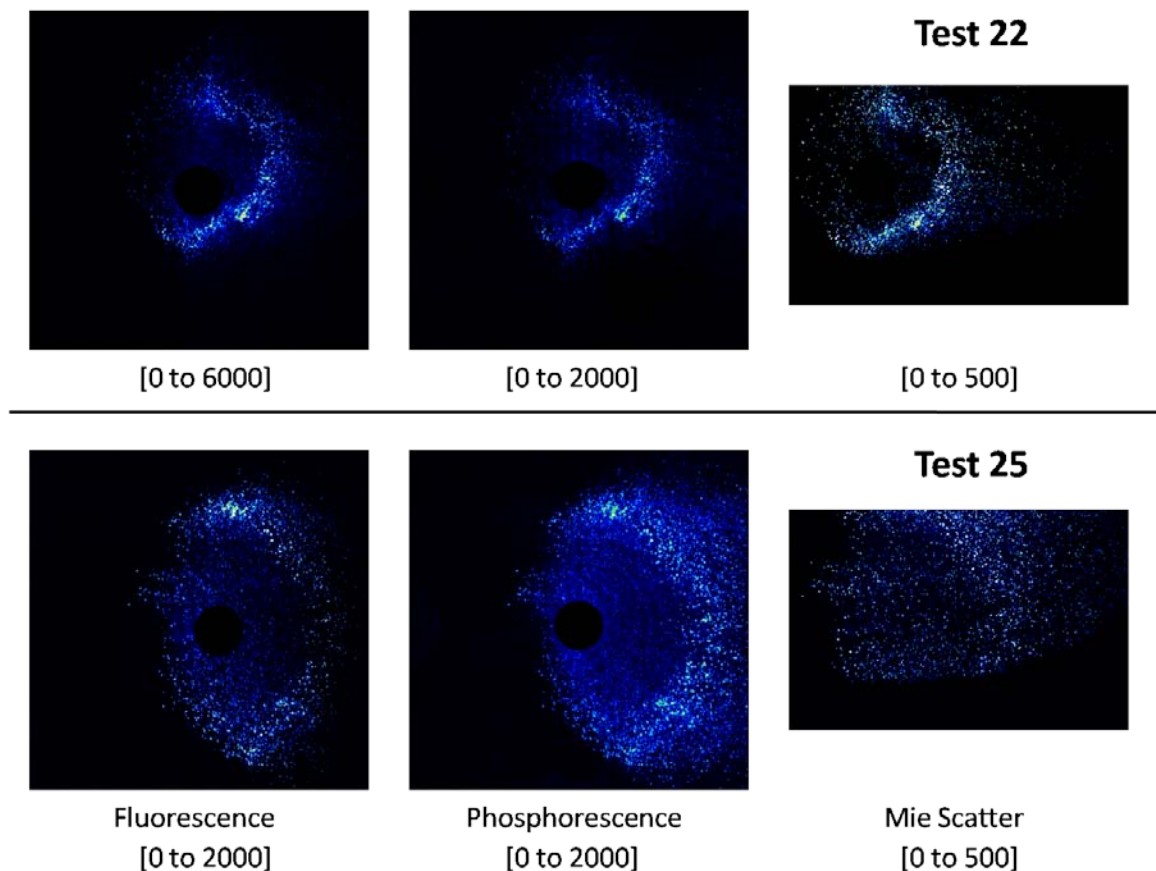 Test 22
[0 to 6000] [0 to 2000] [0 to 500]
Test 25
Fluorescence Phosphorescence Mie Scatter
[0 to 2000] [0 to 2000] [0 to 500]